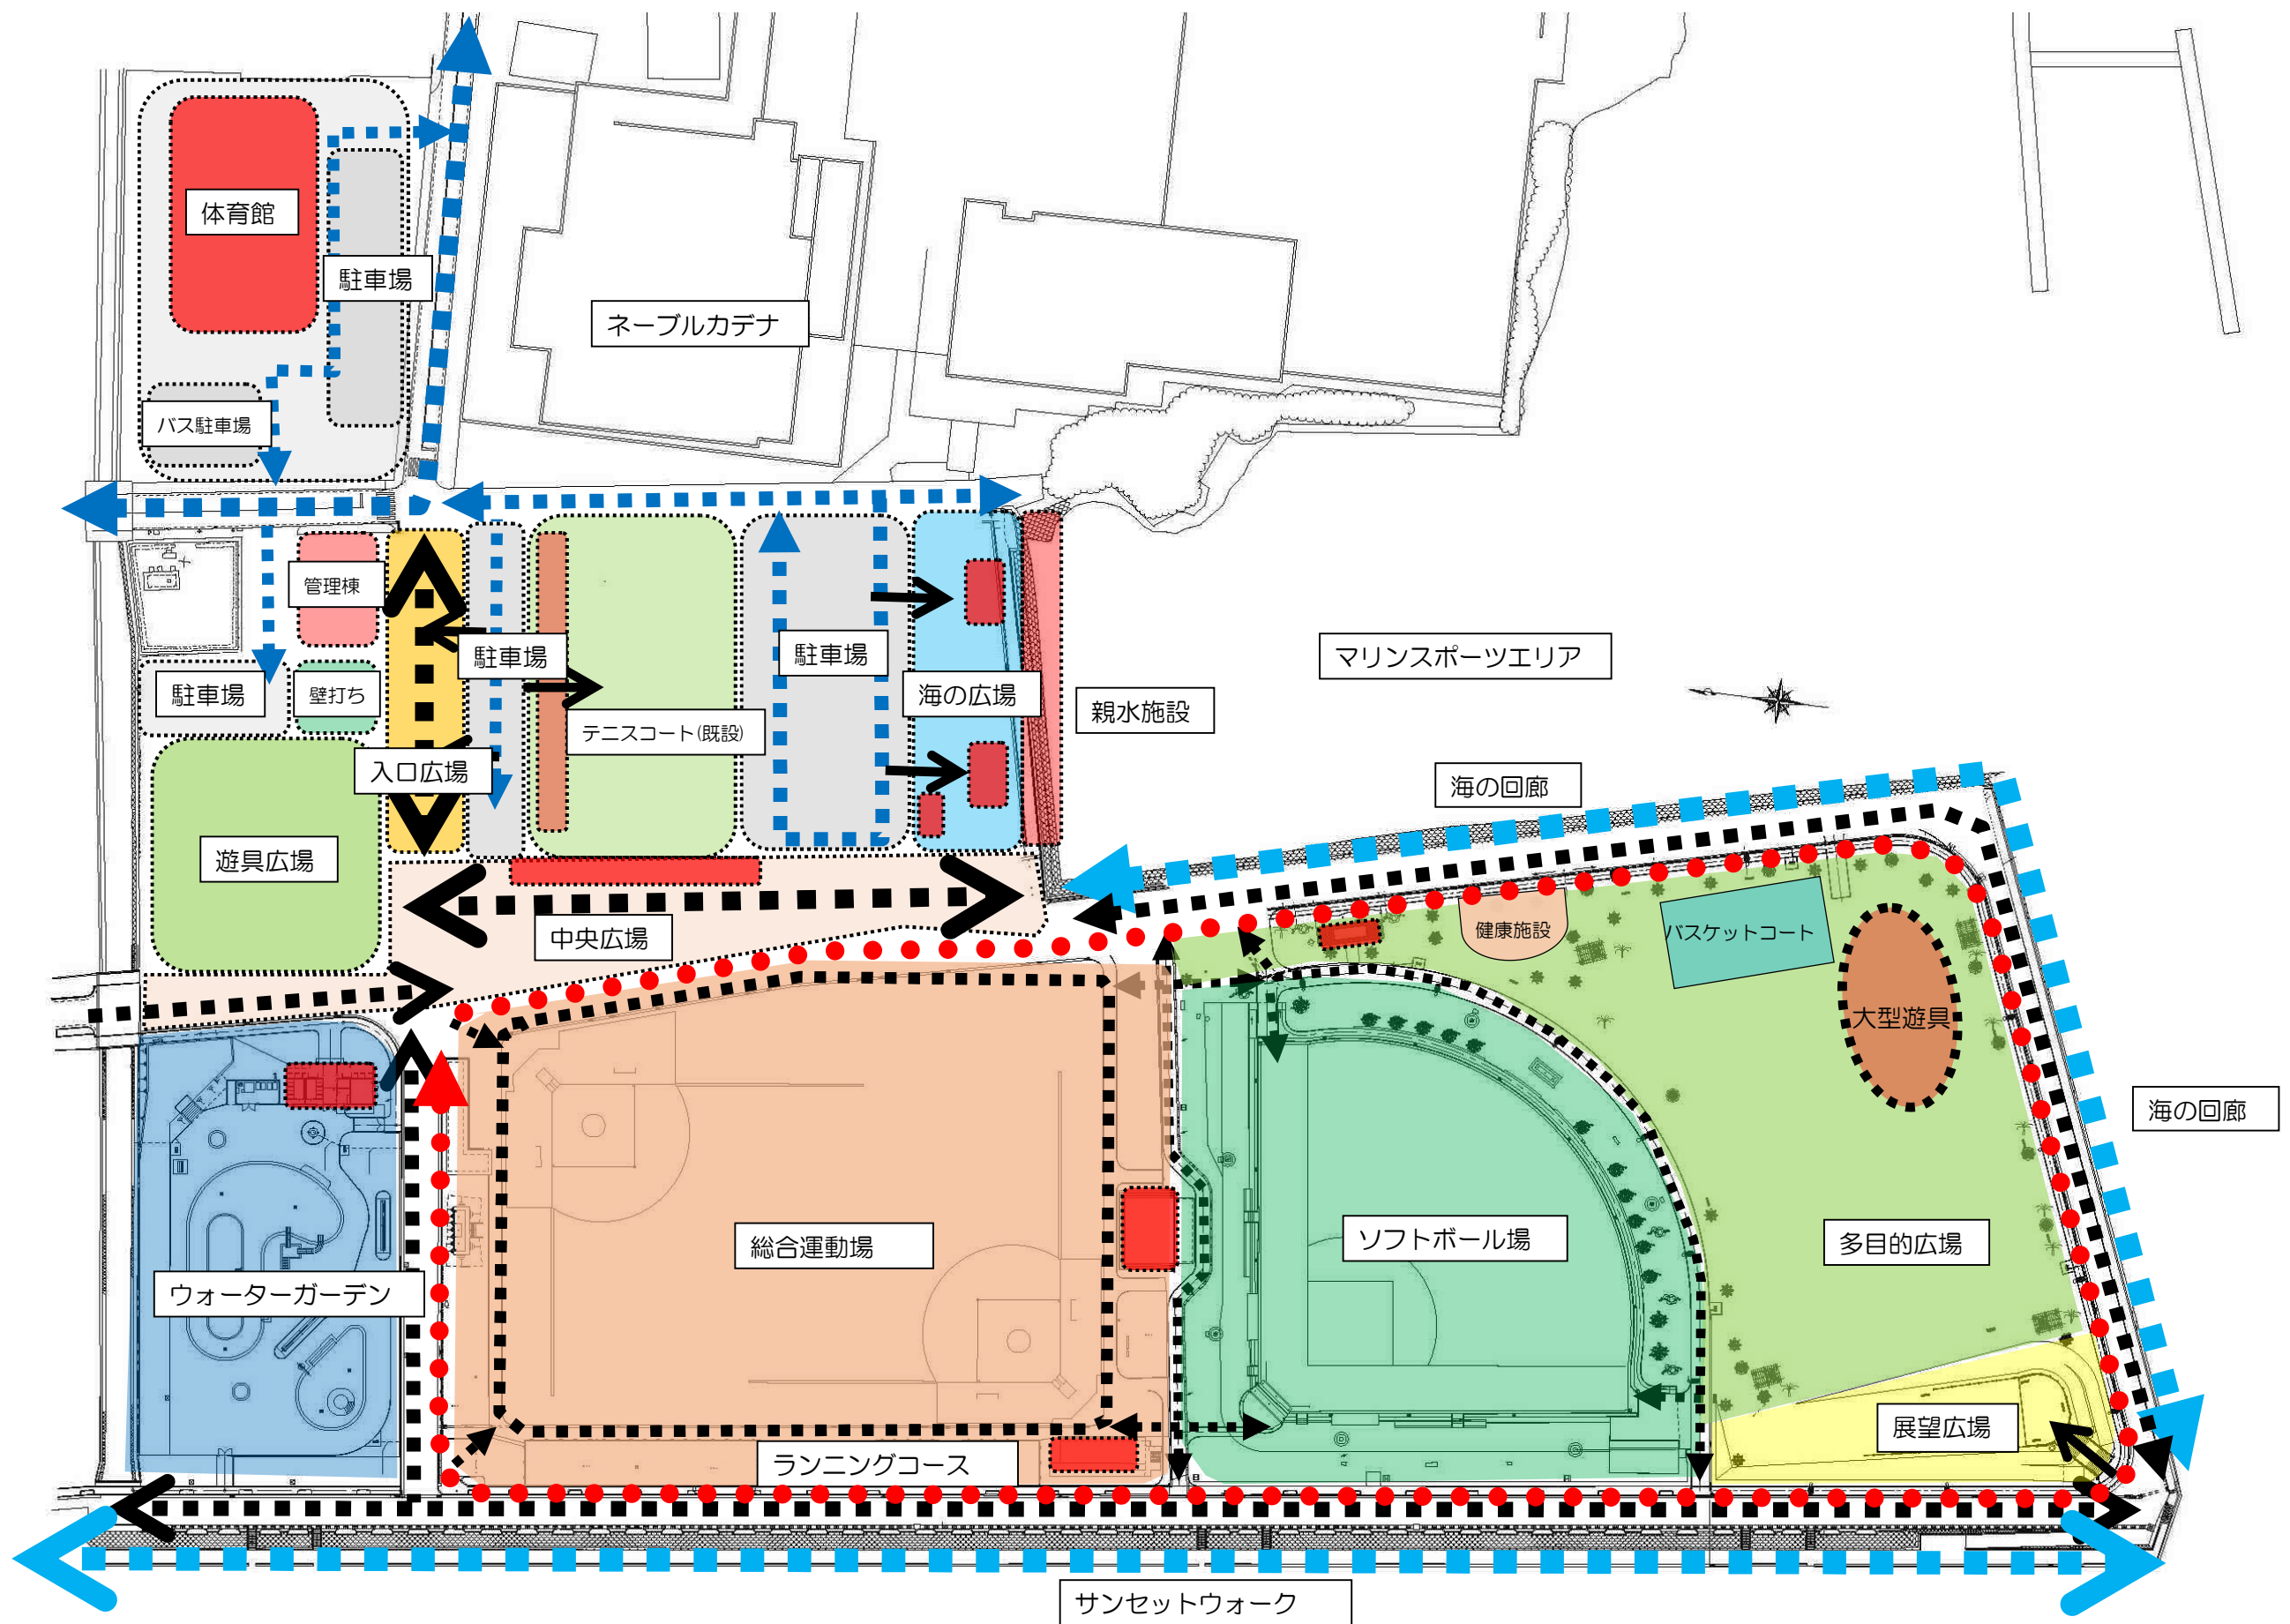 体育館
駐車場
ネーブルカデナ
バス駐車場
管理棟
駐車場
駐車場
マリンスポーツエリア
駐車場
壁打ち
海の広場
親水施設
テニスコート(既設)
入口広場
海の回廊
遊具広場
中央広場
健康施設
バスケットコート
大型遊具
海の回廊
総合運動場
ソフトボール場
多目的広場
ウォーターガーデン
展望広場
ランニングコース
サンセットウォーク